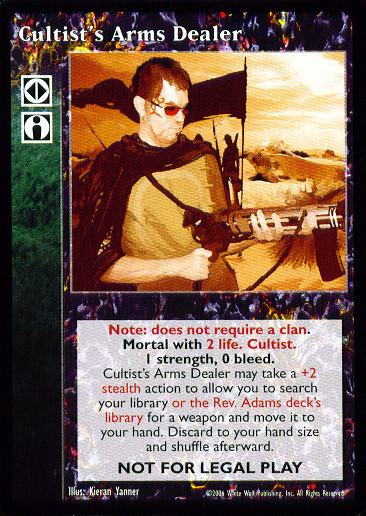 Cultist's Arms Dealer
Note: does not require a clan.
Mortal with 2 life. Cultist.
1 strength, 0 bleed.
Cultist's Arms Dealer may take a +2
stealth action to allow you to search
your library or the Rev. Adams deck's
library for a weapon and move it to
your hand. Discard to your hand size
and shuffle afterward.
NOT FOR LEGAL PLAY
Illus: Kieran Yanner
©2006 White Wolf Publishing, Inc. All Rights Reserved.